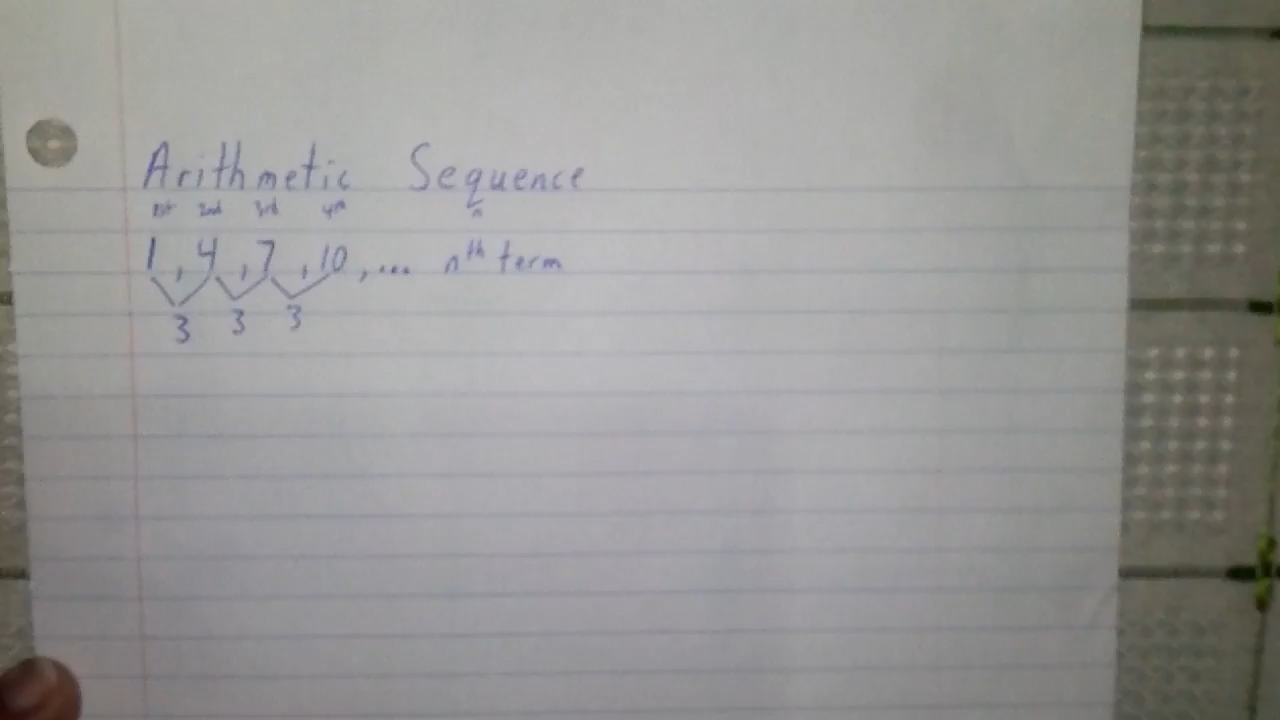 Arithmetic Sequence
1st 2nd 3rd 4th n
1, 4, 7, 10, ... nth term
3 3 3